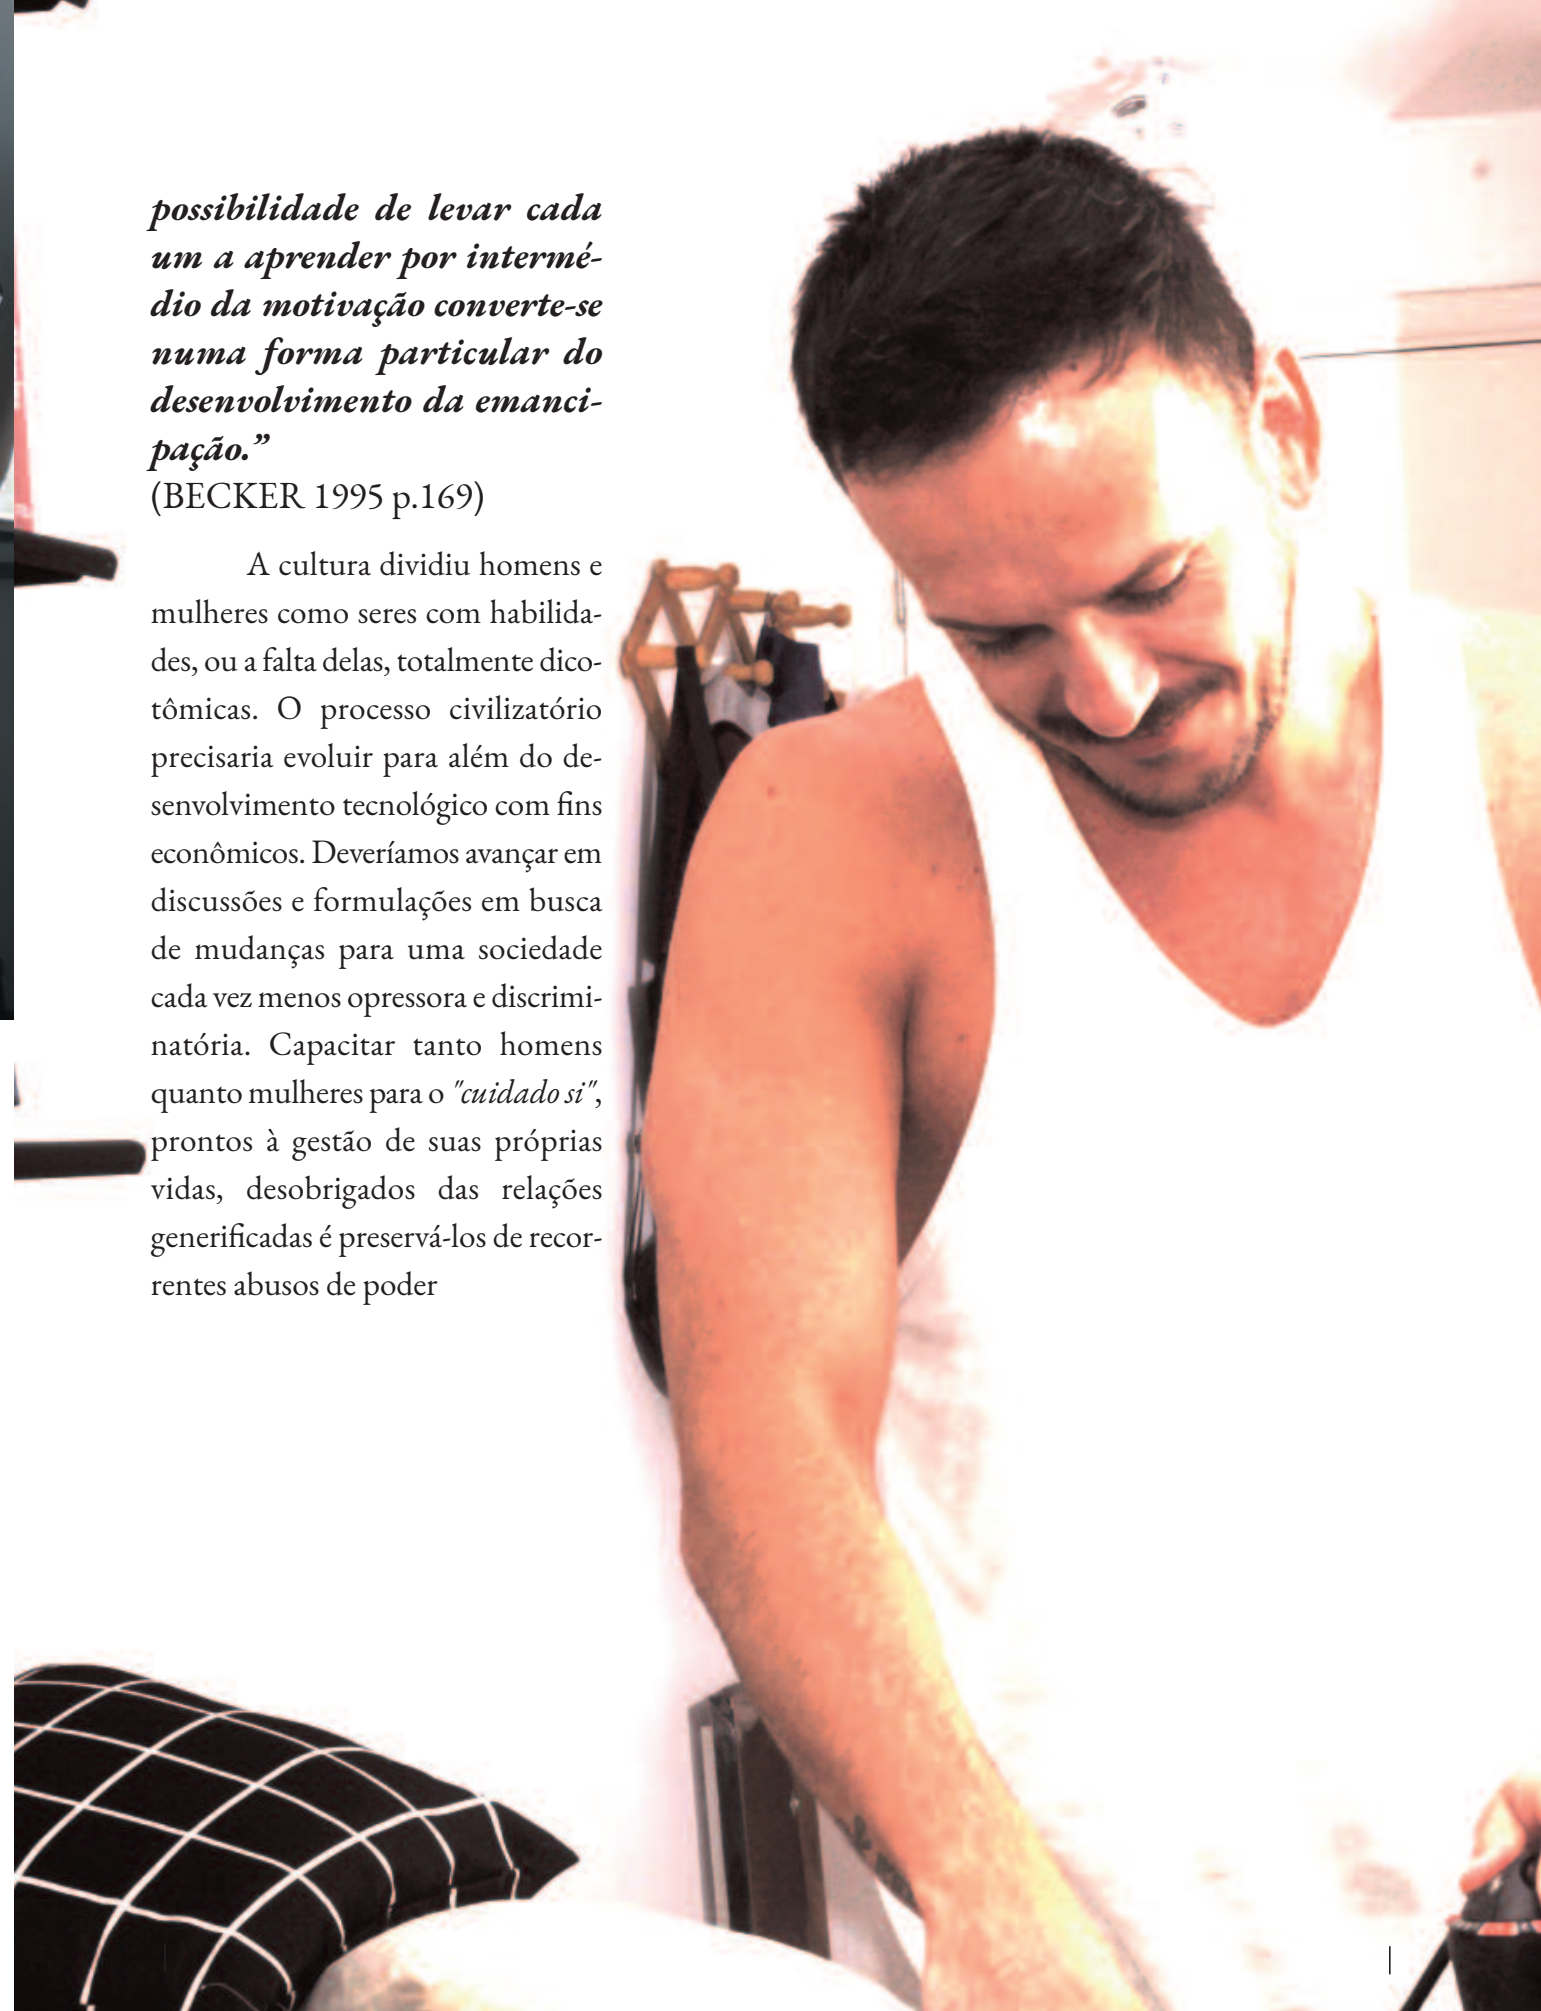 possibilidade de levar cada
um a aprender por intermé-
dio da motivação converte-se
numa forma particular do
desenvolvimento da emanci-
pação.”
(BECKER 1995 p.169)
A cultura dividiu homens e
mulheres como seres com habilida-
des, ou a falta delas, totalmente dico-
tômicas. O processo civilizatório
precisaria evoluir para além do de-
senvolvimento tecnológico com fins
econômicos. Deveríamos avançar em
discussões e formulações em busca
de mudanças para uma sociedade
cada vez menos opressora e discrimi-
natória. Capacitar tanto homens
quanto mulheres para o "cuidado si",
prontos à gestão de suas próprias
vidas, desobrigados das relações
generificadas é preservá-los de recor-
rentes abusos de poder